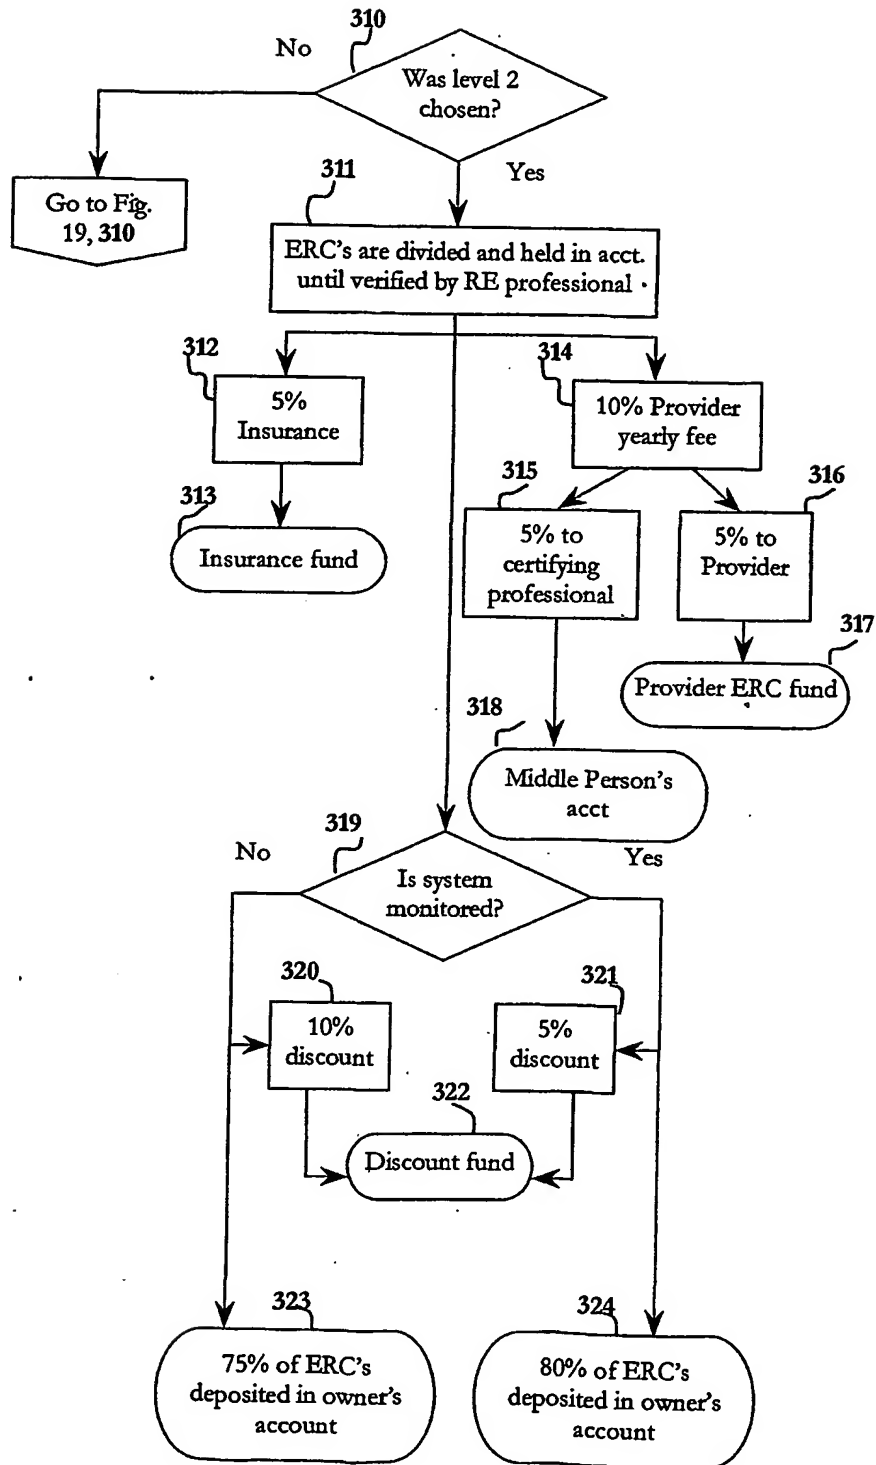 310
No
Was level 2
chosen?
Yes
Go to Fig.
19, 310
311
ERC's are divided and held in acct.
until verified by RE professional
312
5%
Insurance
314
10% Provider
yearly fee
313
Insurance fund
315
5% to
certifying
professional
316
5% to
Provider
317
Provider ERC fund
318
Middle Person's
acct
319
No
Yes
Is system
monitored?
320
10%
discount
321
5%
discount
322
Discount fund
323
75% of ERC's
deposited in owner's
account
324
80% of ERC's
deposited in owner's
account